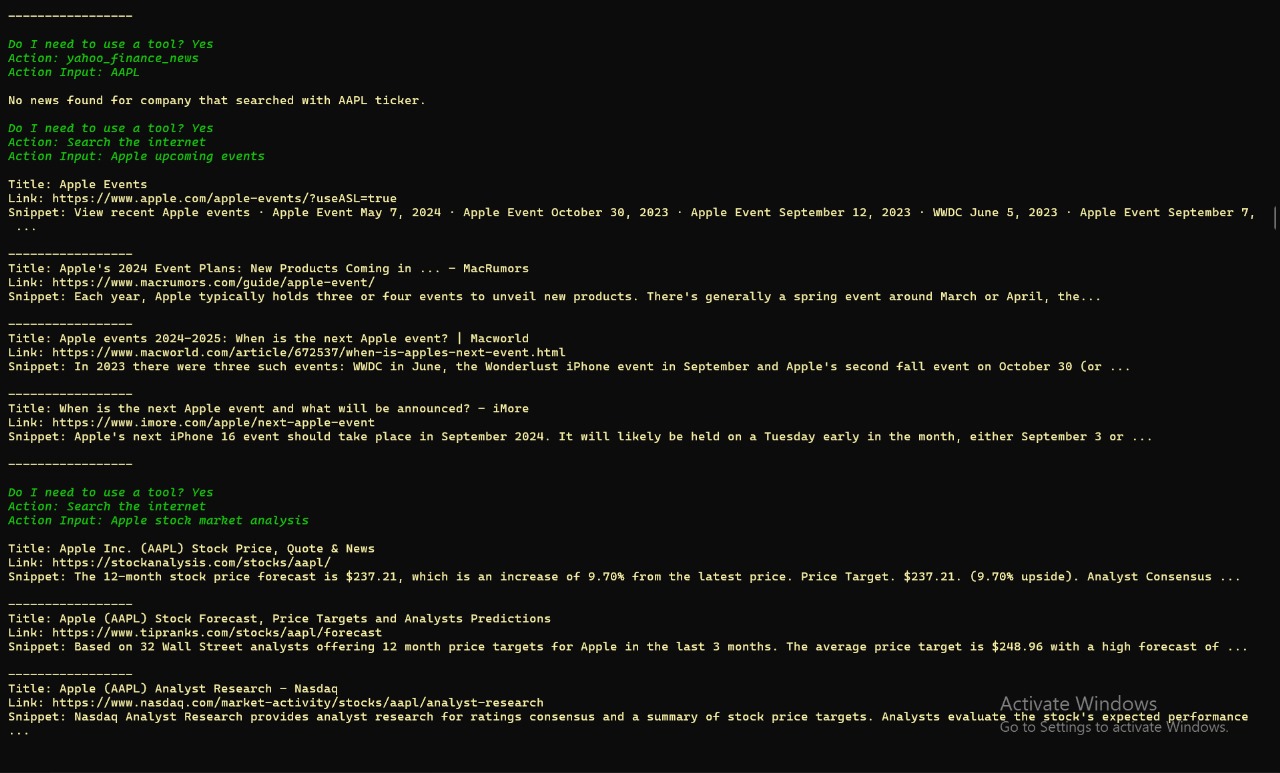 -----------------
Do I need to use a tool? Yes
Action: yahoo_finance_news
Action Input: AAPL
No news found for company that searched with AAPL ticker.
Do I need to use a tool? Yes
Action: Search the internet
Action Input: Apple upcoming events
Title: Apple Events
Link: https://www.apple.com/apple-events/?useASL=true
Snippet: View recent Apple events · Apple Event May 7, 2024 · Apple Event October 30, 2023 · Apple Event September 12, 2023 · WWDC June 5, 2023 · Apple Event September 7,
...
-----------------
Title: Apple's 2024 Event Plans: New Products Coming in ... - MacRumors
Link: https://www.macrumors.com/guide/apple-event/
Snippet: Each year, Apple typically holds three or four events to unveil new products. There's generally a spring event around March or April, the...
-----------------
Title: Apple events 2024-2025: When is the next Apple event? | Macworld
Link: https://www.macworld.com/article/672537/when-is-apples-next-event.html
Snippet: In 2023 there were three such events: WWDC in June, the Wonderlust iPhone event in September and Apple's second fall event on October 30 (or ...
-----------------
Title: When is the next Apple event and what will be announced? - iMore
Link: https://www.imore.com/apple/next-apple-event
Snippet: Apple's next iPhone 16 event should take place in September 2024. It will likely be held on a Tuesday early in the month, either September 3 or ...
-----------------
Do I need to use a tool? Yes
Action: Search the internet
Action Input: Apple stock market analysis
Title: Apple Inc. (AAPL) Stock Price, Quote & News
Link: https://stockanalysis.com/stocks/aapl/
Snippet: The 12-month stock price forecast is $237.21, which is an increase of 9.70% from the latest price. Price Target. $237.21. (9.70% upside). Analyst Consensus ...
-----------------
Title: Apple (AAPL) Stock Forecast, Price Targets and Analysts Predictions
Link: https://www.tipranks.com/stocks/aapl/forecast
Snippet: Based on 32 Wall Street analysts offering 12 month price targets for Apple in the last 3 months. The average price target is $248.96 with a high forecast of ...
-----------------
Title: Apple (AAPL) Analyst Research - Nasdaq
Link: https://www.nasdaq.com/market-activity/stocks/aapl/analyst-research
Snippet: Nasdaq Analyst Research provides analyst research for ratings consensus and a summary of stock price targets. Analysts evaluate the stock's expected performance
...
Activate Windows
Go to Settings to activate Windows.